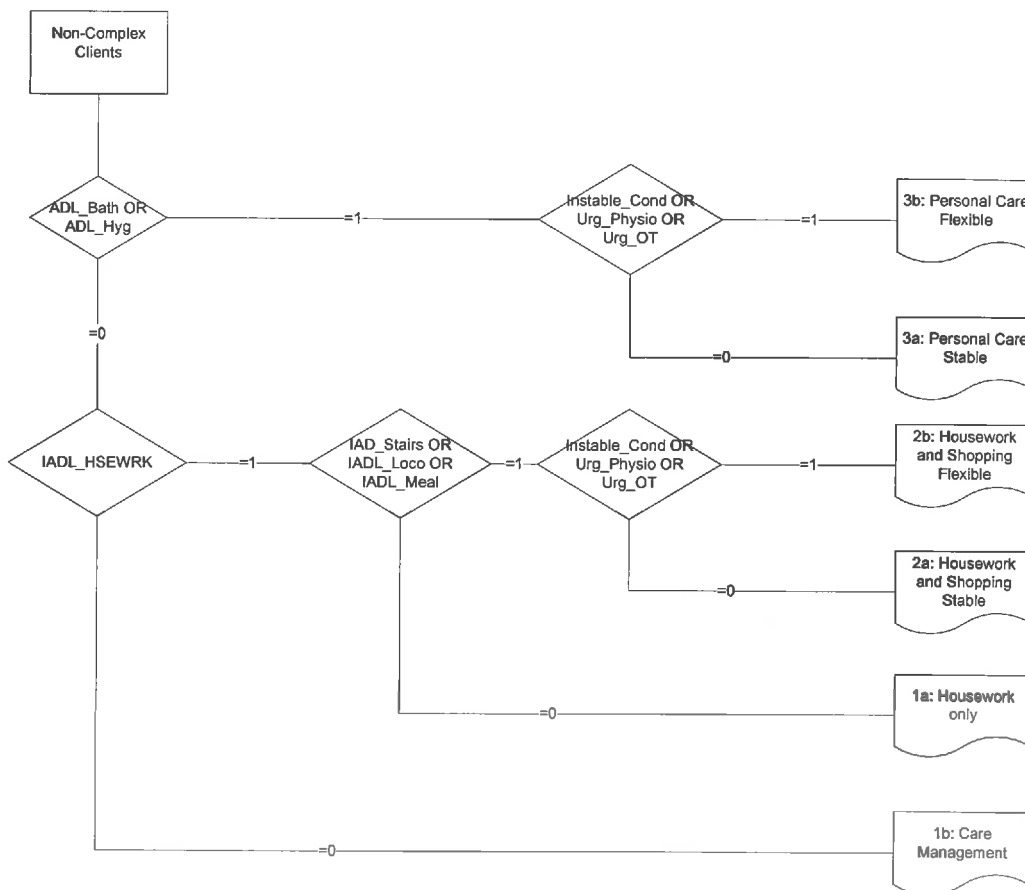 Non-Complex
Clients
ADL_Bath OR
ADL_Hyg
=1
Instable_Cond OR
Urg_Physio OR
Urg_OT
=1
3b: Personal Care
Flexible
=0
=0
3a: Personal Care
Stable
IADL_HSEWRK
=1
IAD_Stairs OR
IADL_Loco OR
IADL_Meal
=1
Instable_Cond OR
Urg_Physio OR
Urg_OT
=1
2b: Housework
and Shopping
Flexible
=0
2a: Housework
and Shopping
Stable
=0
1a: Housework
only
=0
1b: Care
Management